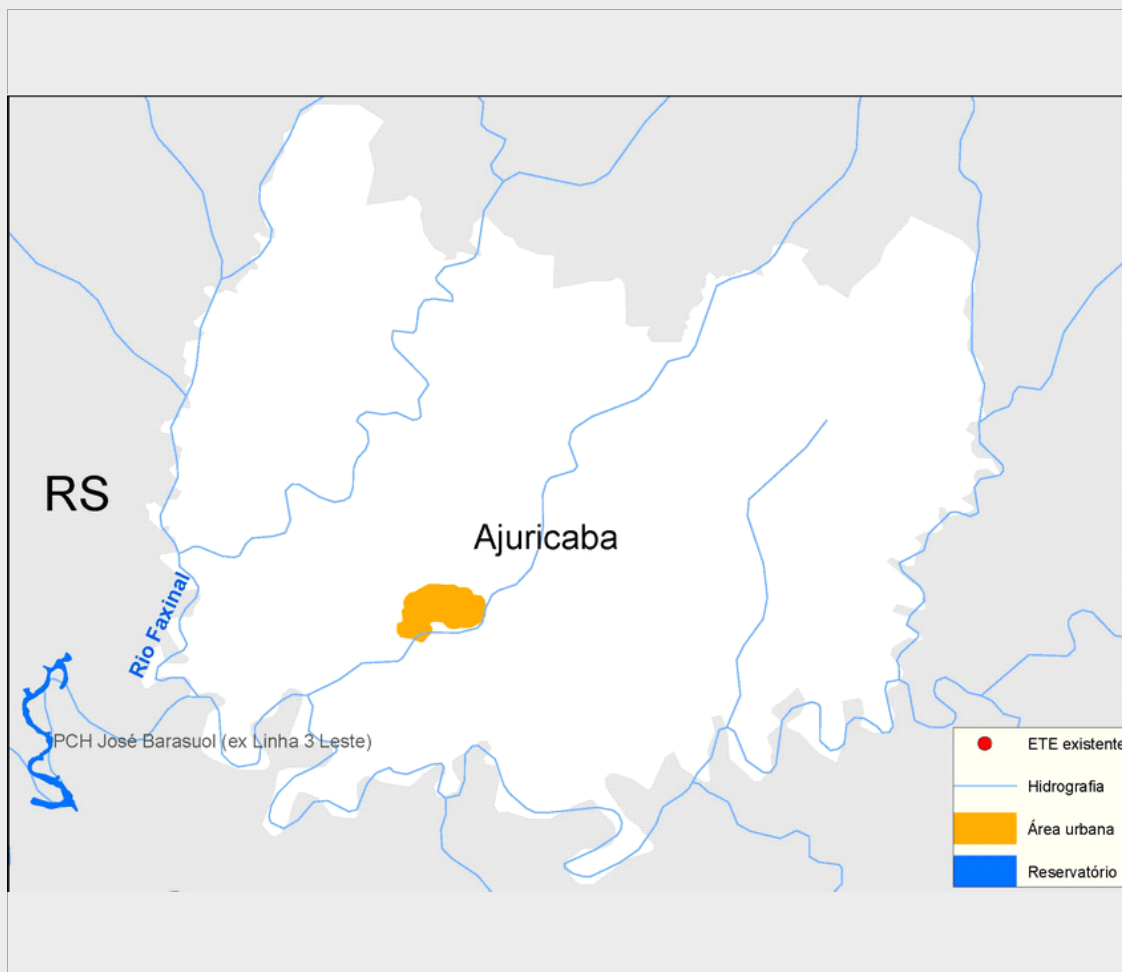 RS
Ajuricaba
Rio Faxinal
PCH José Barasuol (ex Linha 3 Leste)
ETE existente
Hidrografia
Área urbana
Reservatório